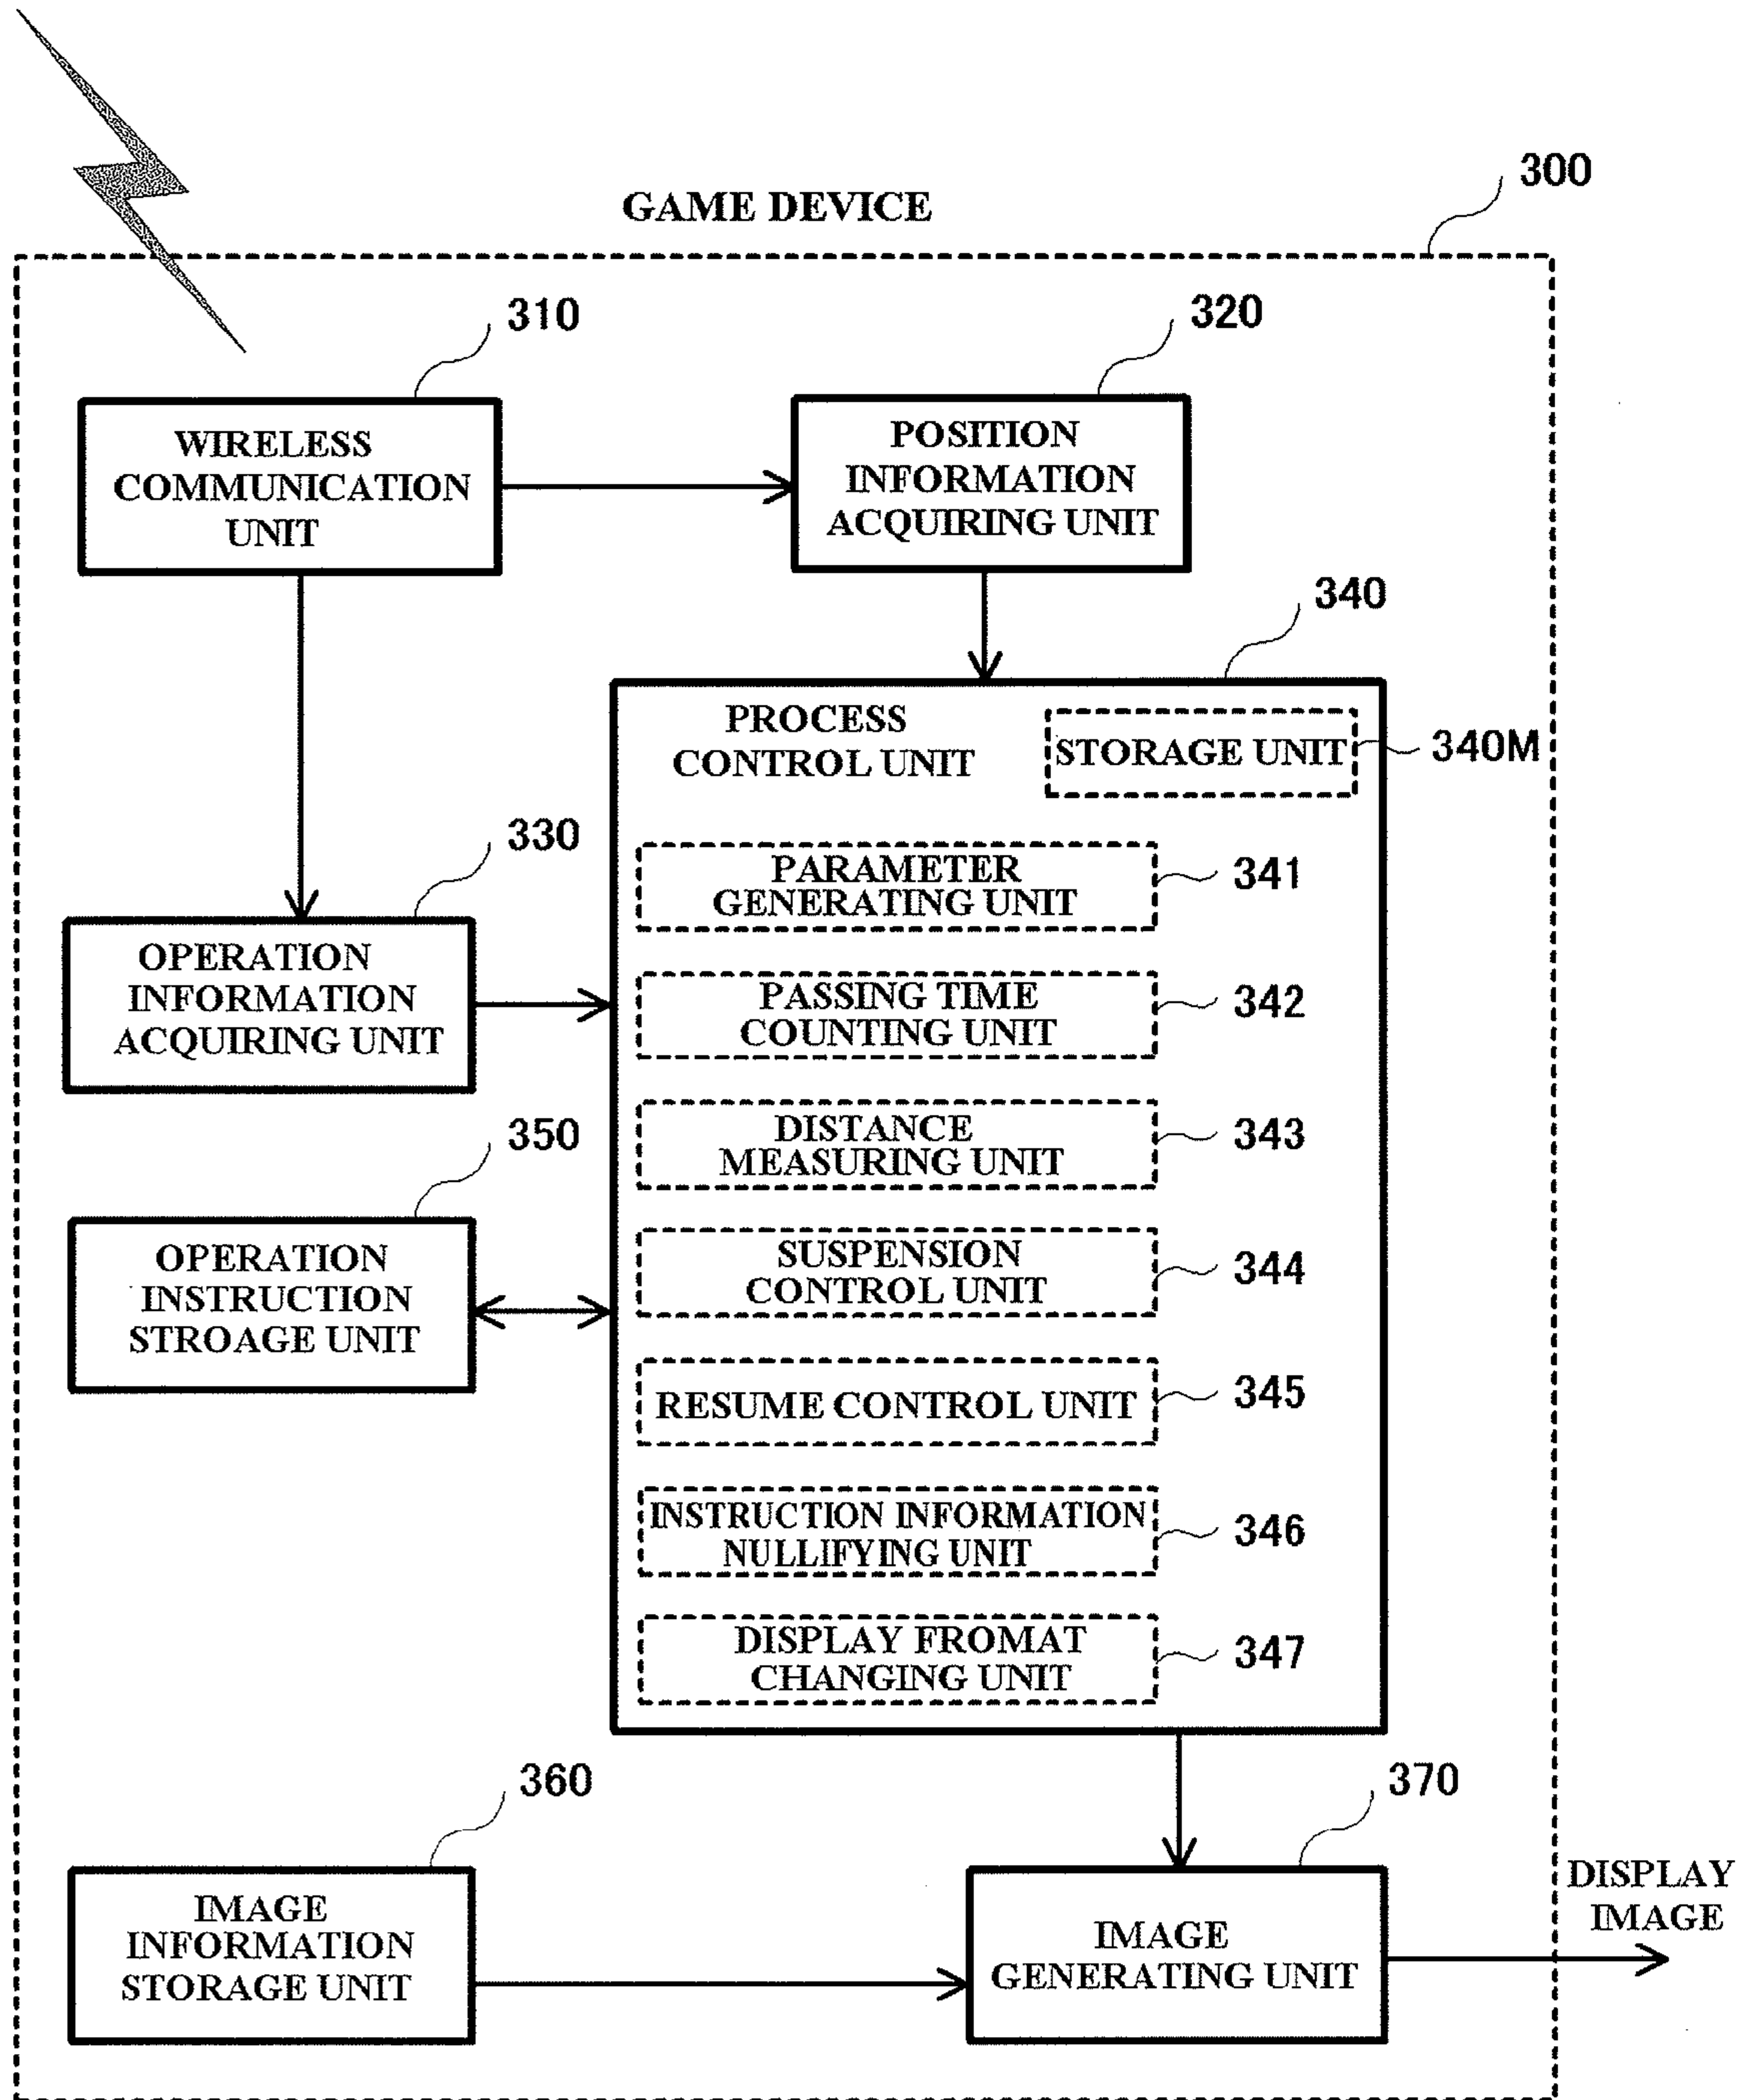 300
GAME DEVICE
310
320
WIRELESS
COMMUNICATION
UNIT
POSITION
INFORMATION
ACQUIRING UNIT
340
PROCESS
CONTROL UNIT
STORAGE UNIT
340M
330
PARAMETER
GENERATING UNIT
341
OPERATION
INFORMATION
ACQUIRING UNIT
PASSING TIME
COUNTING UNIT
342
350
DISTANCE
MEASURING UNIT
343
OPERATION
INSTRUCTION
STROAGE UNIT
SUSPENSION
CONTROL UNIT
344
RESUME CONTROL UNIT
345
INSTRUCTION INFORMATION
NULLIFYING UNIT
346
DISPLAY FROMAT
CHANGING UNIT
347
360
370
IMAGE
INFORMATION
STORAGE UNIT
IMAGE
GENERATING UNIT
DISPLAY
IMAGE